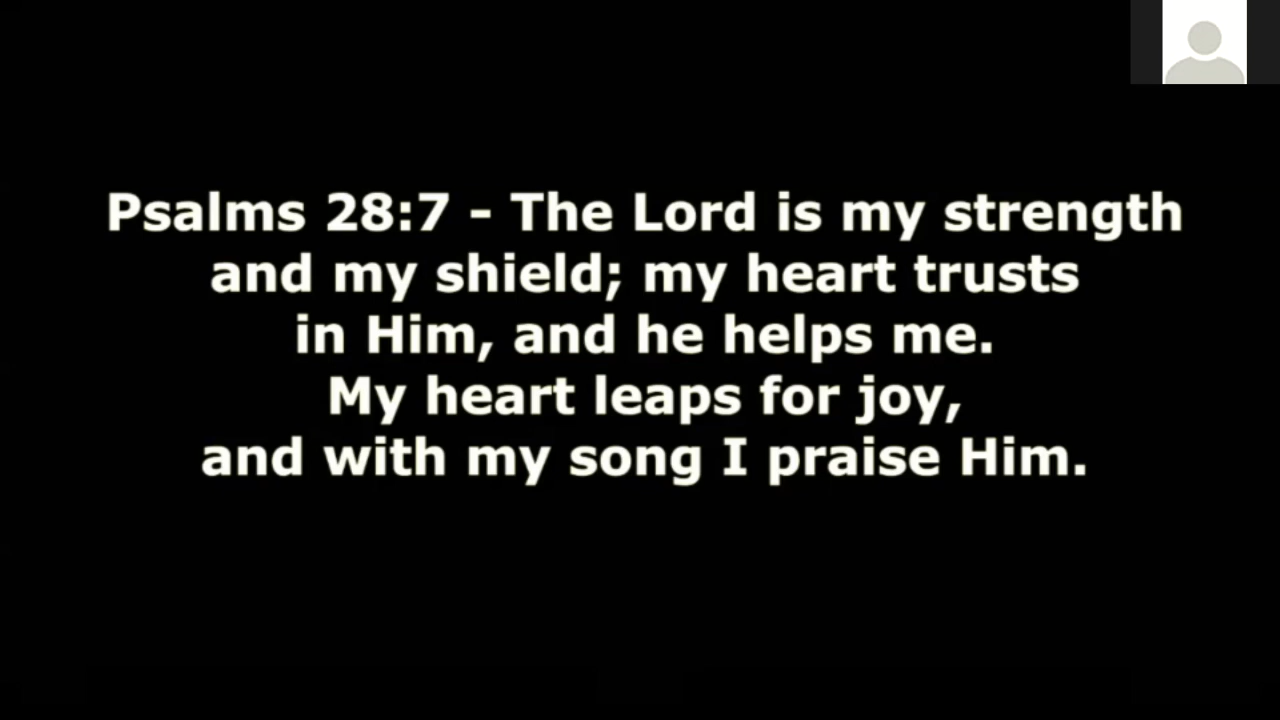 Psalms 28:7 - The Lord is my strength
and my shield; my heart trusts
in Him, and he helps me.
My heart leaps for joy,
and with my song I praise Him.